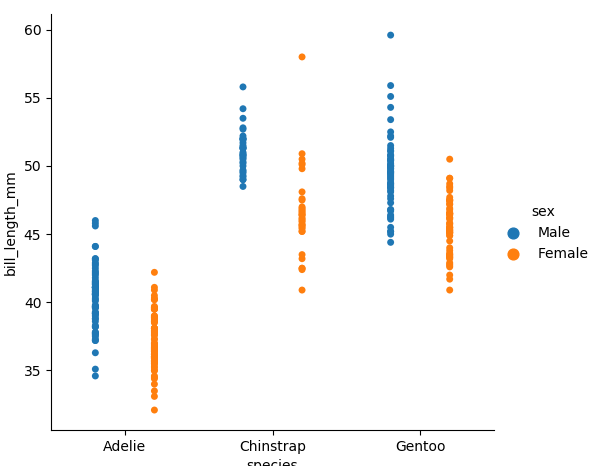 60
55
50
45
40
35
bill_length_mm
Adelie
Chinstrap
Gentoo
species
sex
Male
Female